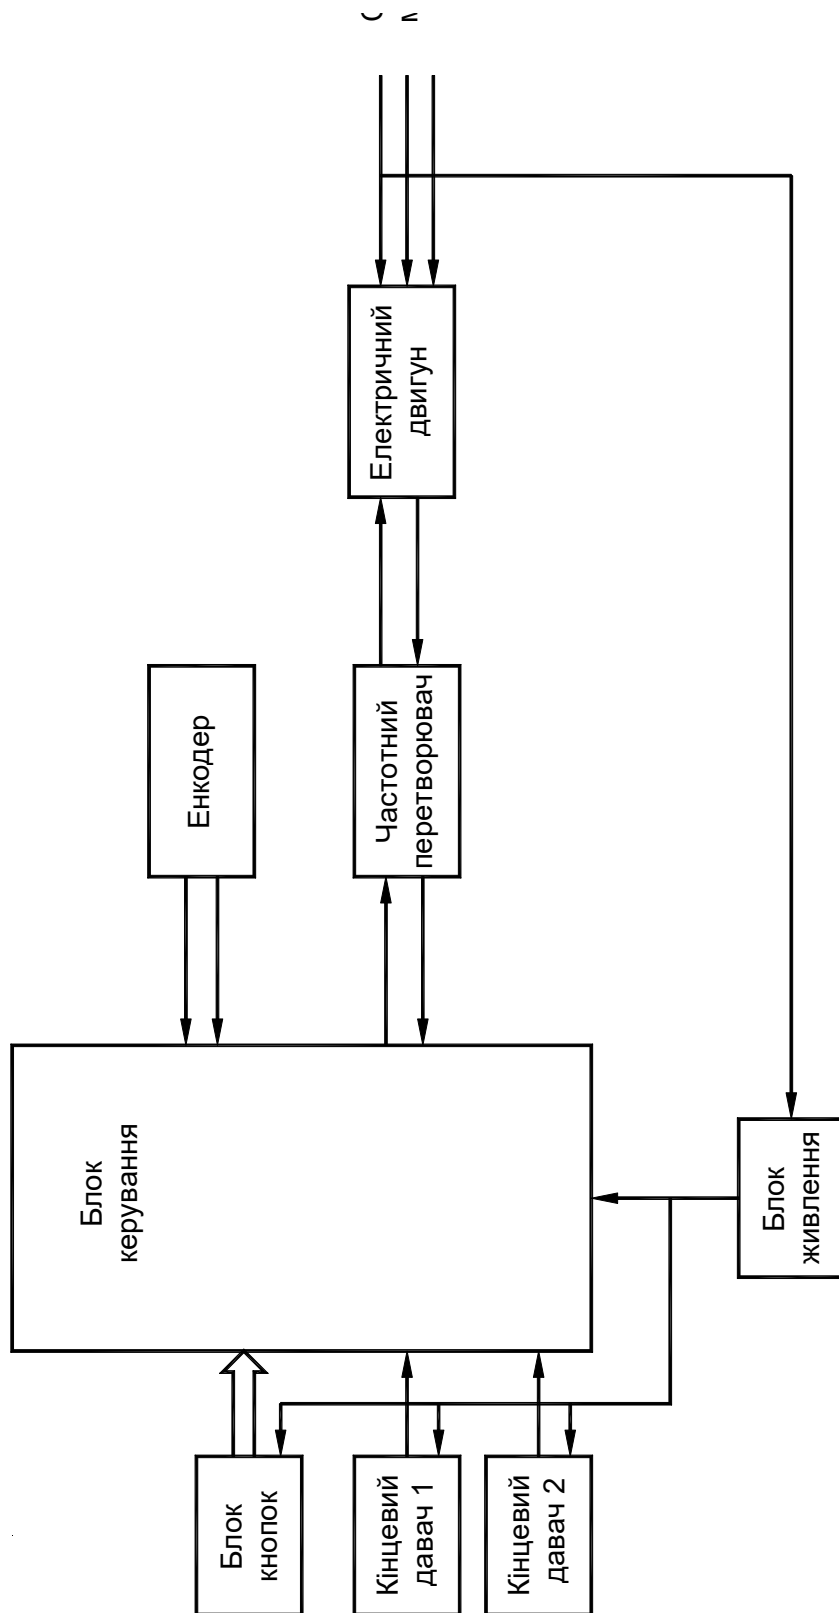 Електричний
двигун
Енкодер
Частотний
перетворювач
Блок
керування
Блок
живлення
Блок
кнопок
Кінцевий
давач 1
Кінцевий
давач 2